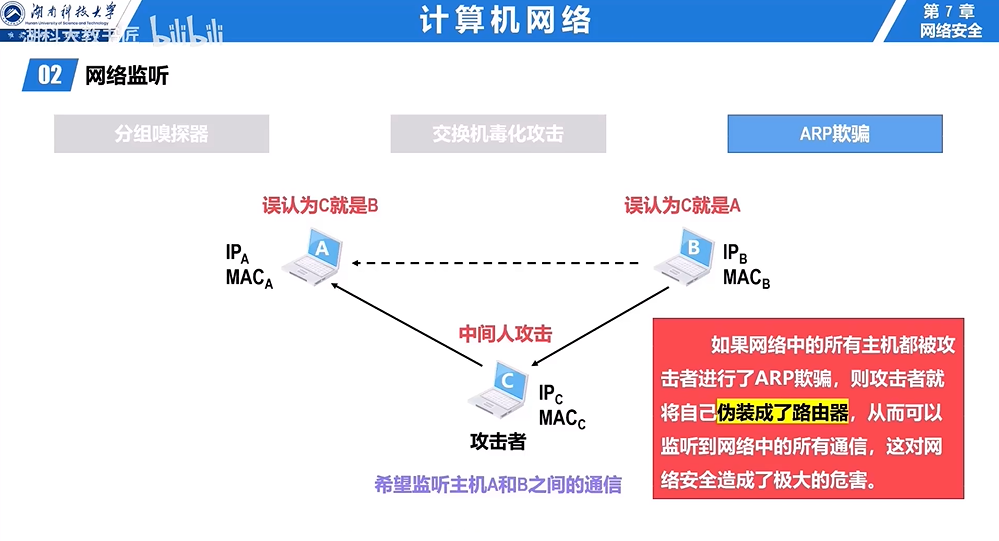 湖南科技大学
Hunan University of Science and Technology
湖科大教书匠 bilibili
计算机网络
第 7 章
网络安全
02 网络监听
分组嗅探器
交换机毒化攻击
ARP欺骗
误认为C就是B
误认为C就是A
IPA
MACA
A
B
IPB
MACB
中间人攻击
C
IPC
MACC
攻击者
希望监听主机A和B之间的通信
如果网络中的所有主机都被攻
击者进行了ARP欺骗，则攻击者就
将自己伪装成了路由器，从而可以
监听到网络中的所有通信，这对网
络安全造成了极大的危害。